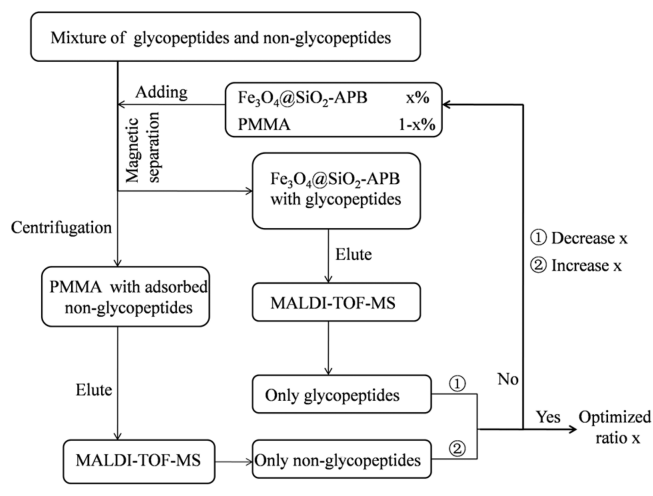 Mixture of glycopeptides and non-glycopeptides
Adding
Fe₃O₄@SiO₂-APB x%
PMMA 1-x%
Magnetic
separation
Fe₃O₄@SiO₂-APB
with glycopeptides
Centrifugation
① Decrease x
② Increase x
Elute
PMMA with adsorbed
non-glycopeptides
MALDI-TOF-MS
Elute
No
Only glycopeptides
①
Yes
Optimized
ratio x
②
MALDI-TOF-MS
Only non-glycopeptides